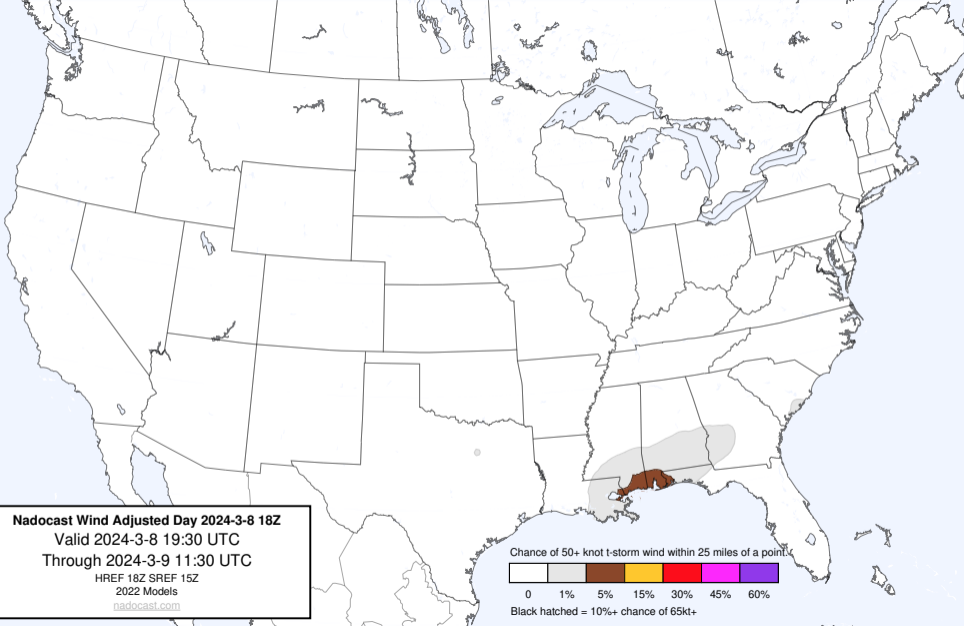 Nadocast Wind Adjusted Day 2024-3-8 18Z
Valid 2024-3-8 19:30 UTC
Through 2024-3-9 11:30 UTC
HREF 18Z SREF 15Z
2022 Models
nadocast.com
Chance of 50+ knot t-storm wind within 25 miles of a point.
0 1% 5% 15% 30% 45% 60%
Black hatched = 10%+ chance of 65kt+